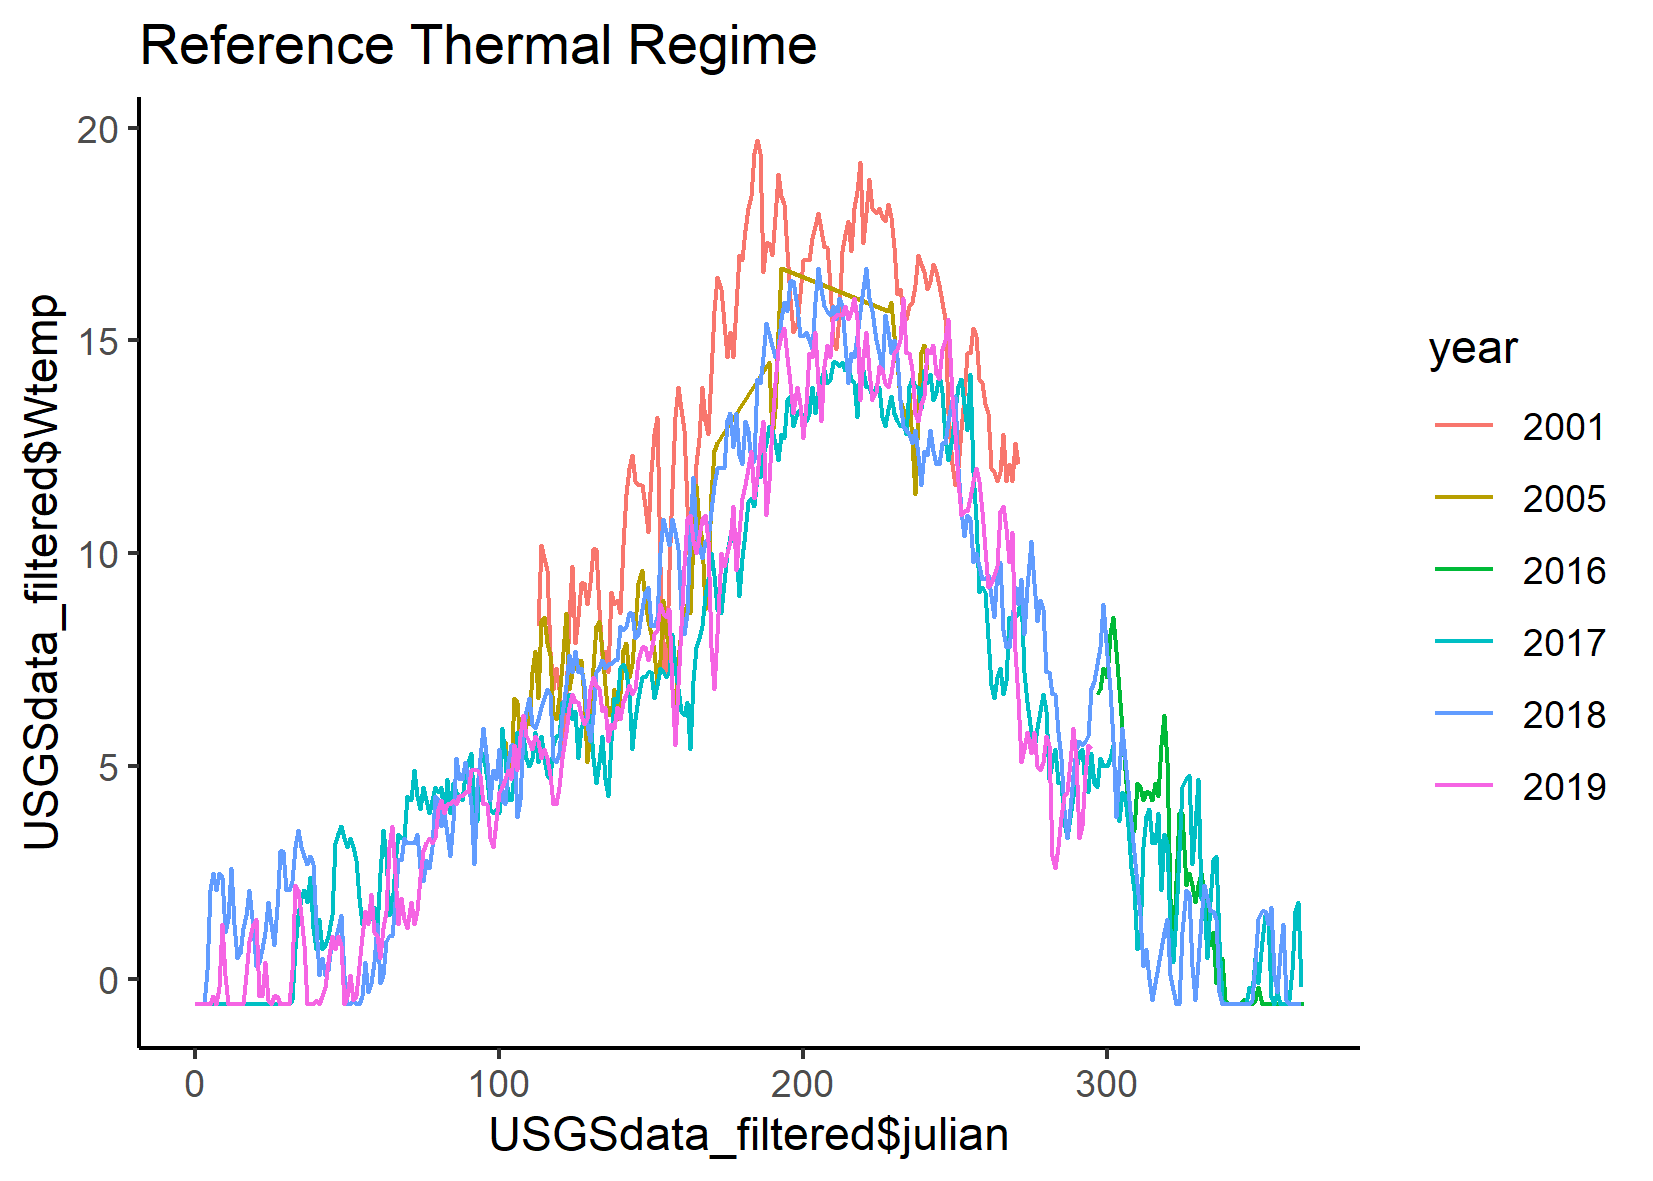 Reference Thermal Regime
USGSdata_filtered$Wtemp
20
15
10
5
0
0 100 200 300
USGSdata_filtered$julian
year
2001
2005
2016
2017
2018
2019